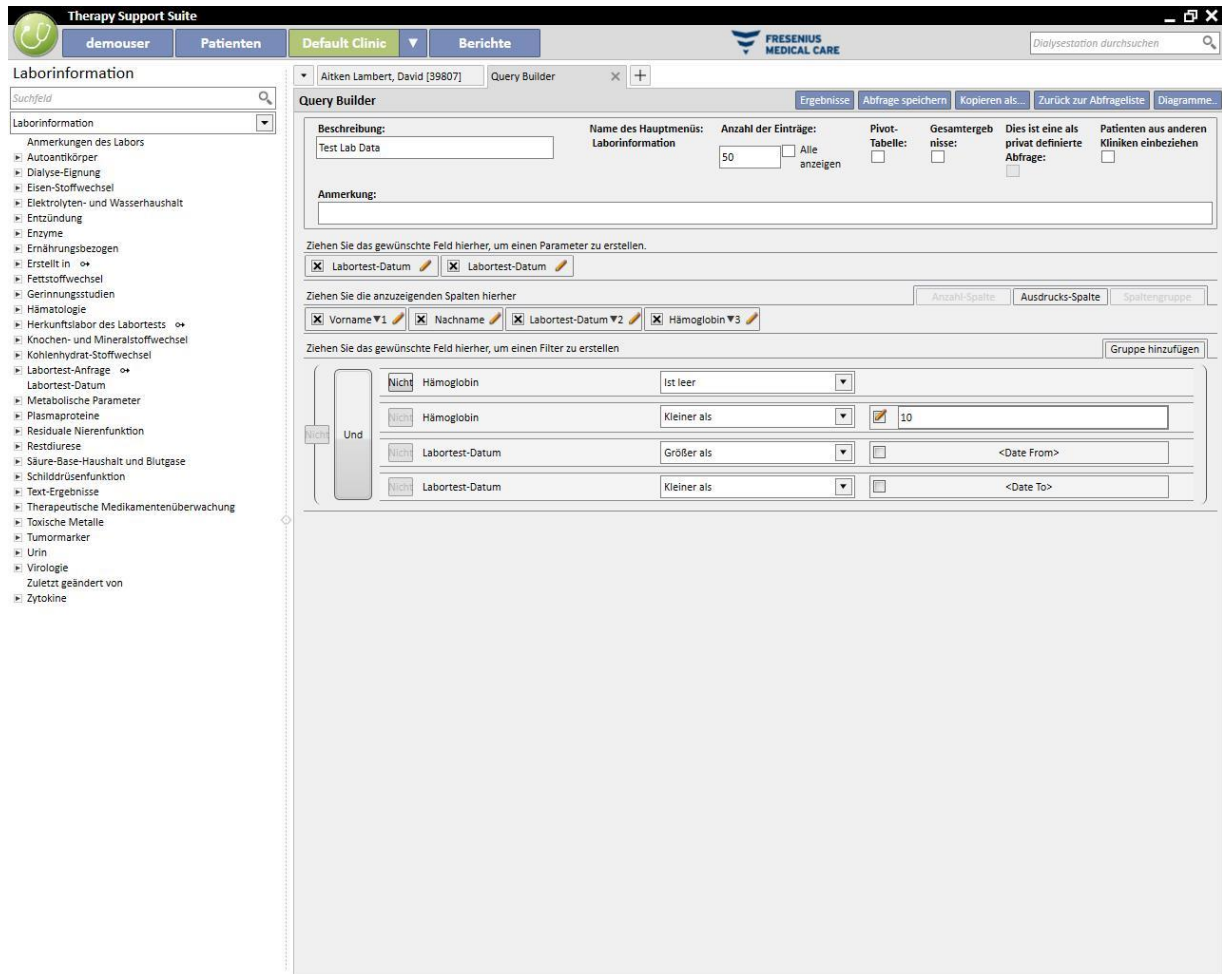 Therapy Support Suite
demouser Patienten Default Clinic Berichte FRESENIUS
MEDICAL CARE Dialysestation durchsuchen
Laborinformation
Suchfeld
Laborinformation
Anmerkungen des Labors
Autoantikörper
Dialyse-Eignung
Eisen-Stoffwechsel
Elektrolyten- und Wasserhaushalt
Entzündung
Enzyme
Ernährungsbezogen
Erstellt in
Fettstoffwechsel
Gerinnungsstudien
Hämatologie
Herkunftslabor des Labortests
Knochen- und Mineralstoffwechsel
Kohlenhydrat-Stoffwechsel
Labortest-Anfrage
Labortest-Datum
Metabolische Parameter
Plasmaproteine
Residuale Nierenfunktion
Restdiurese
Säure-Base-Haushalt und Blutgase
Schilddrüsenfunktion
Text-Ergebnisse
Therapeutische Medikamentenüberwachung
Toxische Metalle
Tumormarker
Urin
Virologie
Zuletzt geändert von
Zytokine
Aitken Lambert, David [39807] Query Builder
Query Builder Ergebnisse Abfrage speichern Kopieren als... Zurück zur Abfrageliste Diagramme..
Beschreibung:
Test Lab Data
Name des Hauptmenüs:
Laborinformation
Anzahl der Einträge:
50
Alle
anzeigen
Pivot-
Tabelle:
Gesamtergeb
nisse:
Dies ist eine als
privat definierte
Abfrage:
Patienten aus anderen
Kliniken einbeziehen
Anmerkung:
Ziehen Sie das gewünschte Feld hierher, um einen Parameter zu erstellen.
Labortest-Datum Labortest-Datum
Ziehen Sie die anzuzeigenden Spalten hierher Anzahl-Spalte Ausdrucks-Spalte Spaltengruppe
Vorname ▼1 Nachname Labortest-Datum ▼2 Hämoglobin ▼3
Ziehen Sie das gewünschte Feld hierher, um einen Filter zu erstellen Gruppe hinzufügen
Nicht Und
Nicht Hämoglobin Ist leer
Nicht Hämoglobin Kleiner als 10
Nicht Labortest-Datum Größer als <Date From>
Nicht Labortest-Datum Kleiner als <Date To>